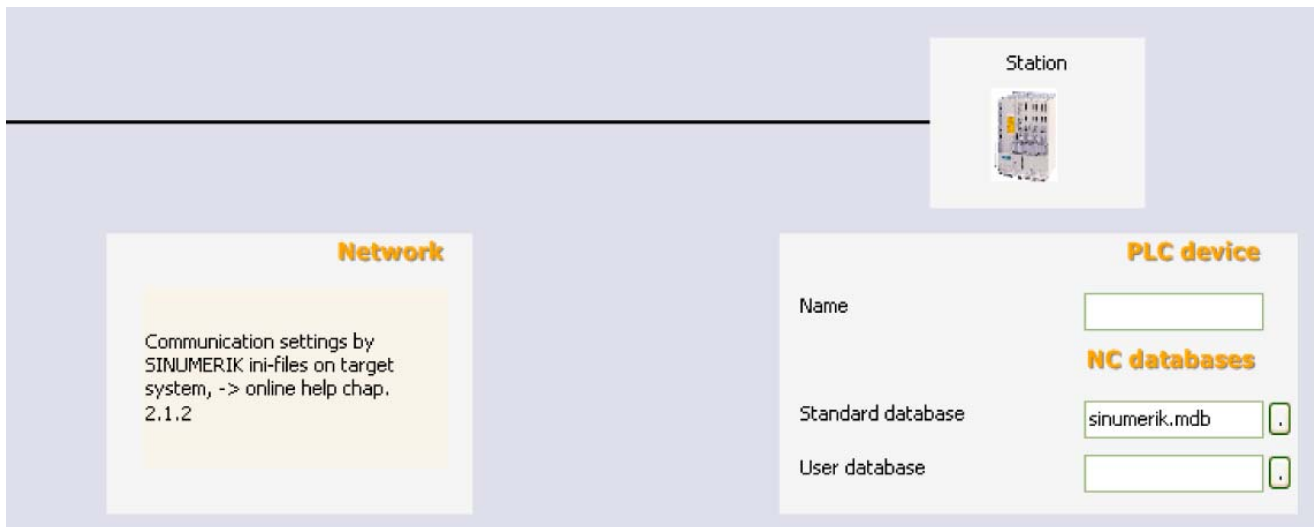 Station
Network
Communication settings by
SINUMERIK ini-files on target
system, -> online help chap.
2.1.2
PLC device
Name
NC databases
Standard database
sinumerik.mdb
.
User database
.